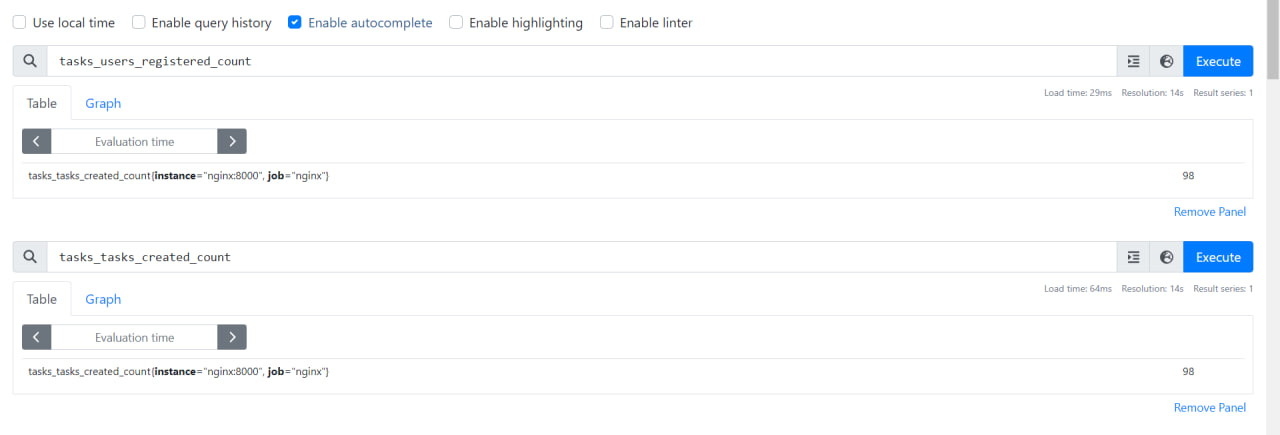 Use local time Enable query history Enable autocomplete Enable highlighting Enable linter
tasks_users_registered_count Execute
Load time: 29ms Resolution: 14s Result series: 1
Table Graph
Evaluation time
tasks_tasks_created_count{instance="nginx:8000", job="nginx"} 98
Remove Panel
tasks_tasks_created_count Execute
Load time: 64ms Resolution: 14s Result series: 1
Table Graph
Evaluation time
tasks_tasks_created_count{instance="nginx:8000", job="nginx"} 98
Remove Panel